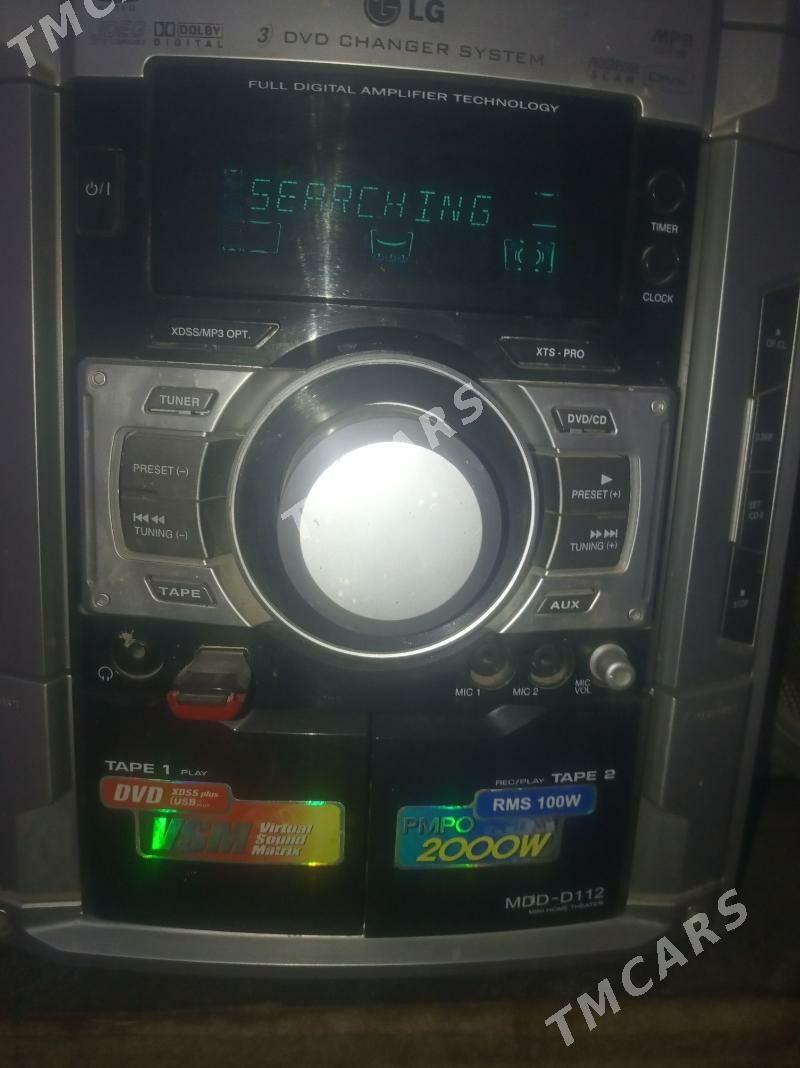 TMCARS
LG
DOLBY
DIGITAL
3 DVD CHANGER SYSTEM
MP3
SCAN
FULL DIGITAL AMPLIFIER TECHNOLOGY
SEARCHING
TIMER
CLOCK
XDSS/MP3 OPT.
XTS - PRO
TUNER
DVD/CD
PRESET (-)
PRESET (+)
TUNING (-)
TUNING (+)
TAPE
AUX
STOP
TMCARS
MIC 1
MIC 2
MIC
VOL
TAPE 1 PLAY
REC/PLAY TAPE 2
DVD XDSS plus
USB
VSM Virtual
Sound
Matrix
RMS 100W
PMPO
2000W
MDD-D112
MINI HOME THEATER
TMCARS